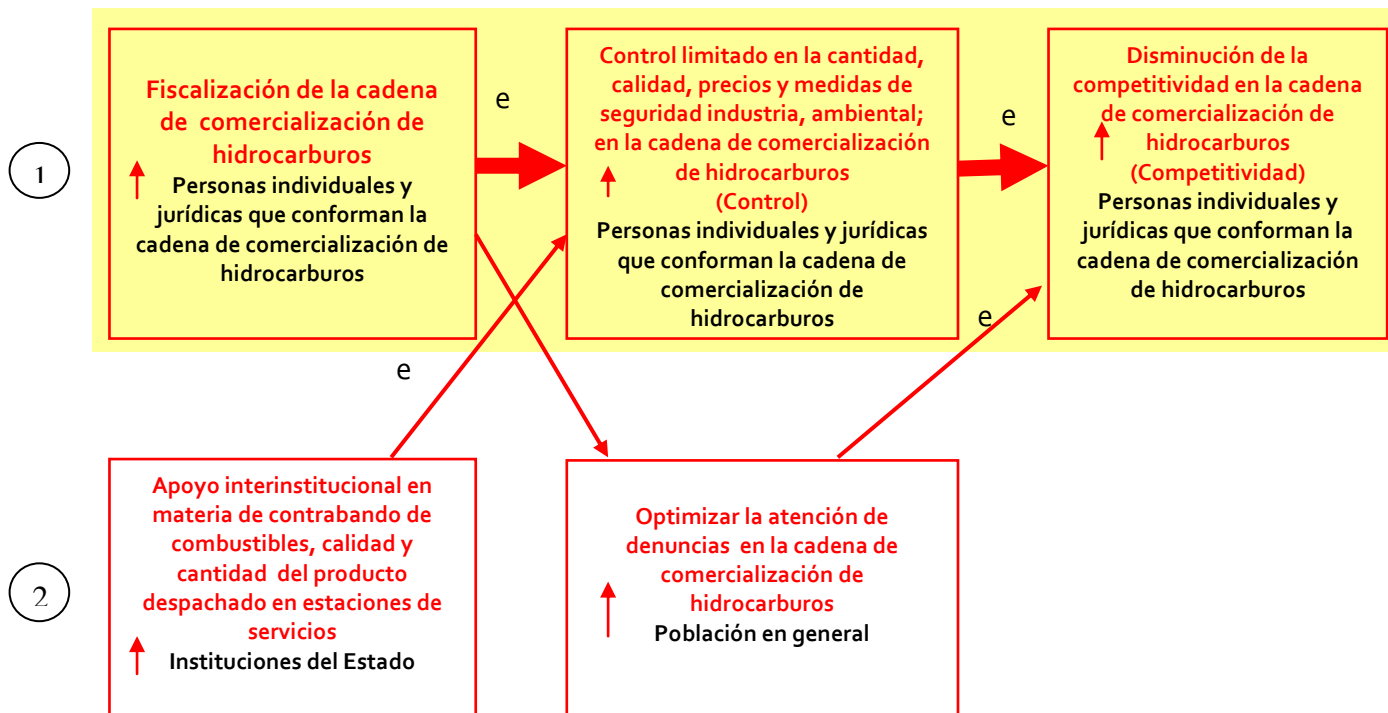 1
Fiscalización de la cadena
de comercialización de
hidrocarburos
Personas individuales y
jurídicas que conforman la
cadena de comercialización de
hidrocarburos
e
Control limitado en la cantidad,
calidad, precios y medidas de
seguridad industria, ambiental;
en la cadena de comercialización
de hidrocarburos
(Control)
Personas individuales y jurídicas
que conforman la cadena de
comercialización de
hidrocarburos
e
Disminución de la
competitividad en la cadena
de comercialización de
hidrocarburos
(Competitividad)
Personas individuales y
jurídicas que conforman la
cadena de comercialización
de hidrocarburos
e
e
2
Apoyo interinstitucional en
materia de contrabando de
combustibles, calidad y
cantidad del producto
despachado en estaciones de
servicios
Instituciones del Estado
Optimizar la atención de
denuncias en la cadena de
comercialización de
hidrocarburos
Población en general